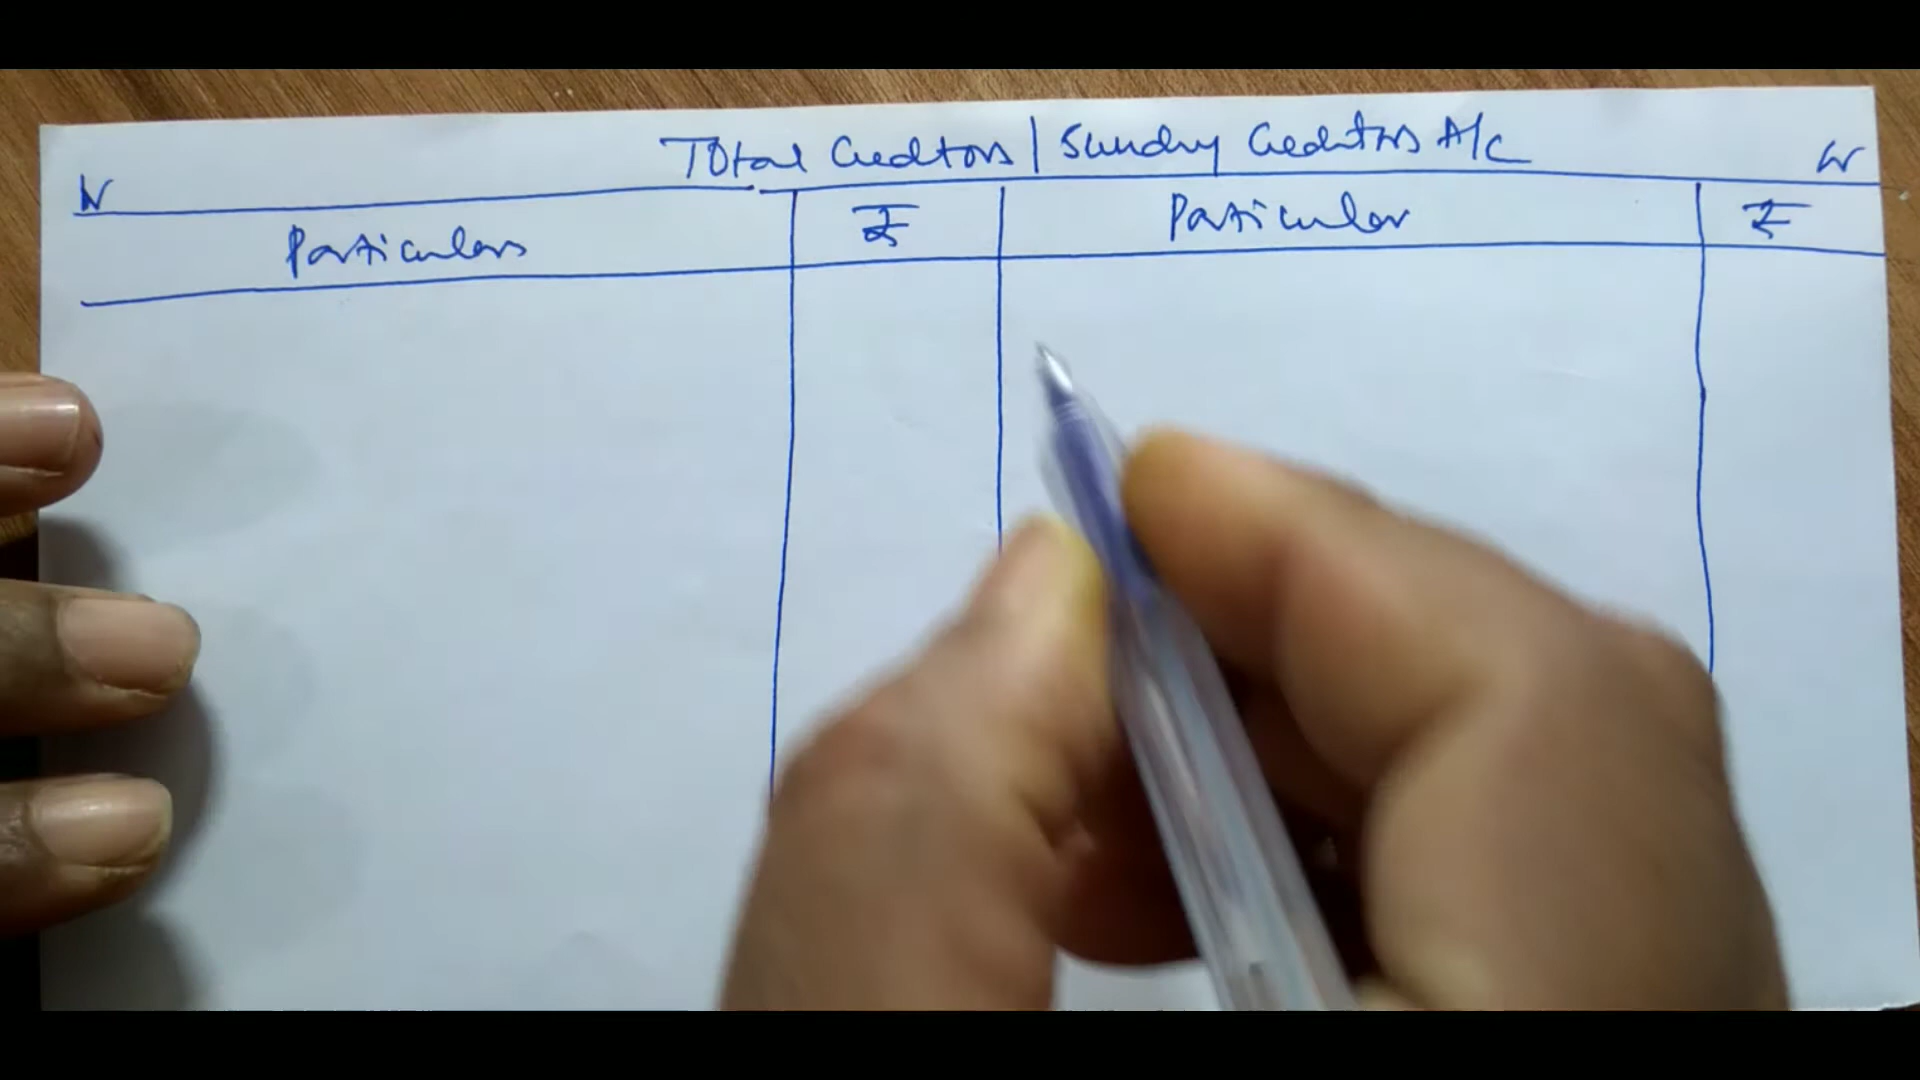 Total Creditors | Sundry Creditors A/c
Dr Cr
Particulars ₹ Particular ₹